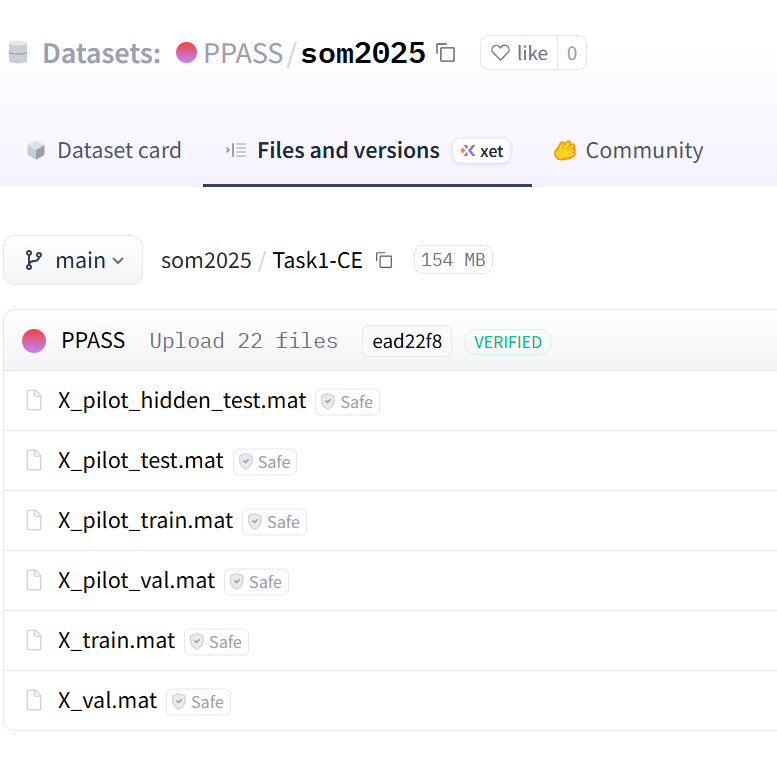 Datasets: PPASS/som2025 like 0
Dataset card Files and versions xet Community
main som2025 / Task1-CE 154 MB
PPASS Upload 22 files ead22f8 VERIFIED
X_pilot_hidden_test.mat Safe
X_pilot_test.mat Safe
X_pilot_train.mat Safe
X_pilot_val.mat Safe
X_train.mat Safe
X_val.mat Safe